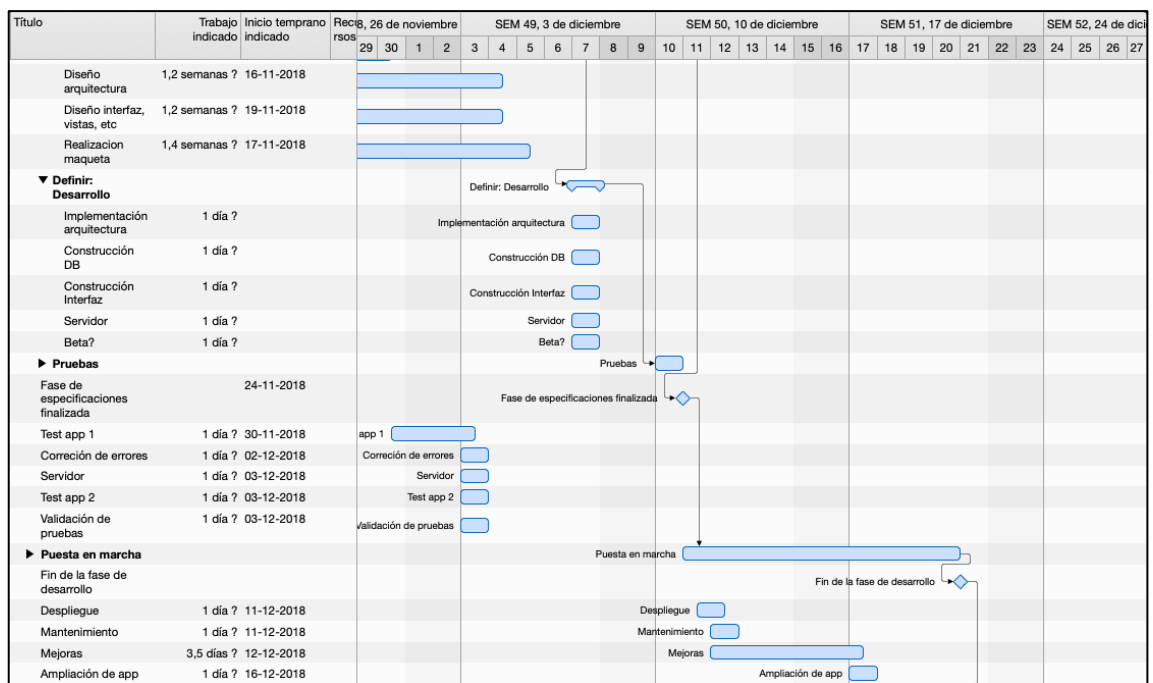 Título Trabajo indicado Inicio temprano indicado Recu rsos 8, 26 de noviembre SEM 49, 3 de diciembre SEM 50, 10 de diciembre SEM 51, 17 de diciembre SEM 52, 24 de dici
29 30 1 2 3 4 5 6 7 8 9 10 11 12 13 14 15 16 17 18 19 20 21 22 23 24 25 26 27
Diseño 1,2 semanas ? 16-11-2018
arquitectura
Diseño interfaz, 1,2 semanas ? 19-11-2018
vistas, etc
Realizacion 1,4 semanas ? 17-11-2018
maqueta
▼ Definir: Definir: Desarrollo
Desarrollo
Implementación 1 día ? Implementación arquitectura
arquitectura
Construcción 1 día ? Construcción DB
DB
Construcción 1 día ? Construcción Interfaz
Interfaz
Servidor 1 día ? Servidor
Beta? 1 día ? Beta?
▶ Pruebas Pruebas
Fase de 24-11-2018 Fase de especificaciones finalizada
especificaciones
finalizada
Test app 1 1 día ? 30-11-2018 app 1
Correción de errores 1 día ? 02-12-2018 Correción de errores
Servidor 1 día ? 03-12-2018 Servidor
Test app 2 1 día ? 03-12-2018 Test app 2
Validación de 1 día ? 03-12-2018 Validación de pruebas
pruebas
▶ Puesta en marcha Puesta en marcha
Fin de la fase de Fin de la fase de desarrollo
desarrollo
Despliegue 1 día ? 11-12-2018 Despliegue
Mantenimiento 1 día ? 11-12-2018 Mantenimiento
Mejoras 3,5 días ? 12-12-2018 Mejoras
Ampliación de app 1 día ? 16-12-2018 Ampliación de app